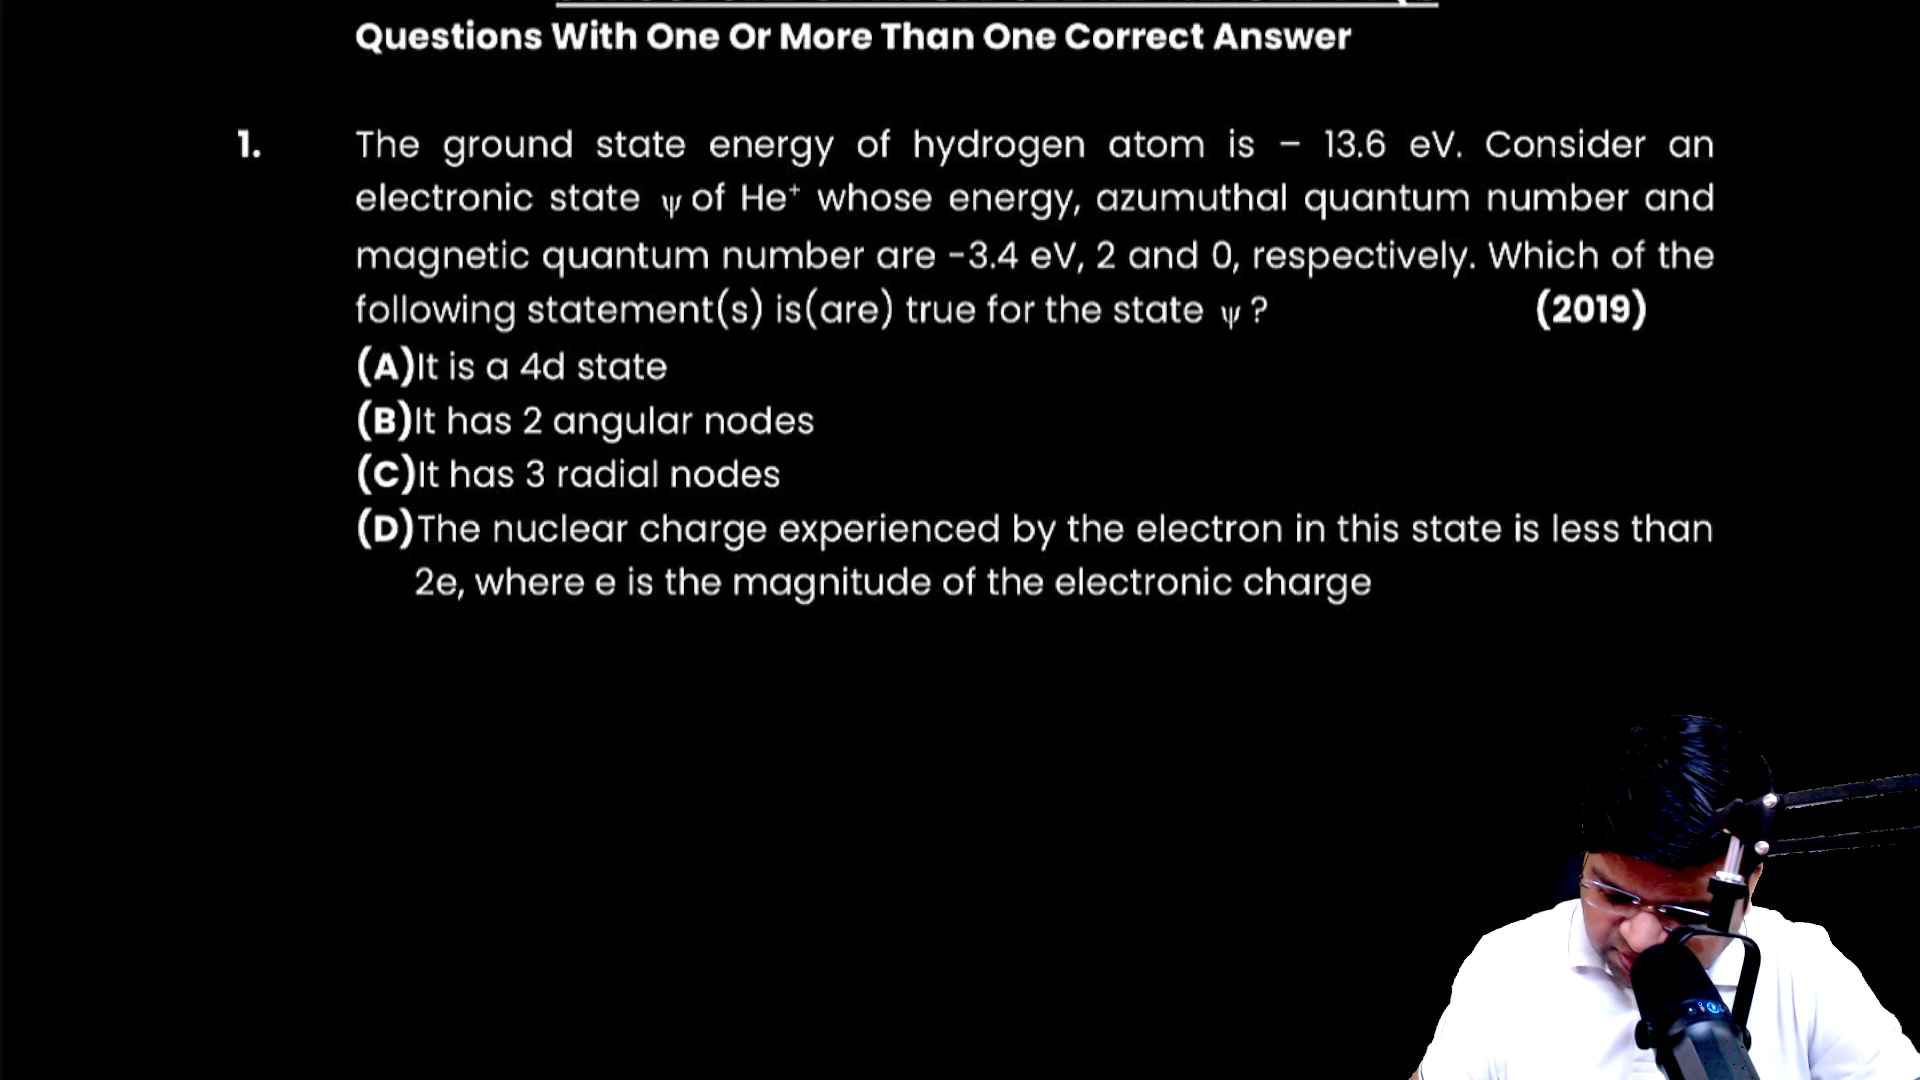 Questions With One Or More Than One Correct Answer
1. The ground state energy of hydrogen atom is – 13.6 eV. Consider an
electronic state ψ of He⁺ whose energy, azumuthal quantum number and
magnetic quantum number are -3.4 eV, 2 and 0, respectively. Which of the
following statement(s) is(are) true for the state ψ ? (2019)
(A)It is a 4d state
(B)It has 2 angular nodes
(C)It has 3 radial nodes
(D)The nuclear charge experienced by the electron in this state is less than
2e, where e is the magnitude of the electronic charge